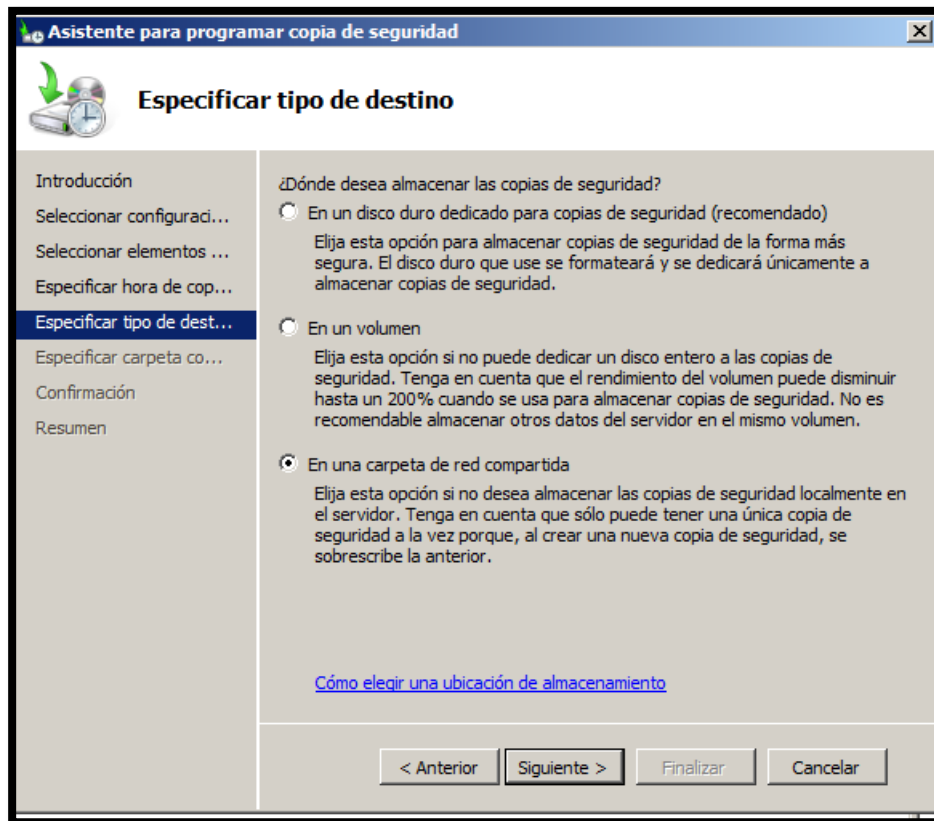 Asistente para programar copia de seguridad
Especificar tipo de destino
Introducción
Seleccionar configuraci...
Seleccionar elementos ...
Especificar hora de cop...
Especificar tipo de dest...
Especificar carpeta co...
Confirmación
Resumen
¿Dónde desea almacenar las copias de seguridad?
En un disco duro dedicado para copias de seguridad (recomendado)
Elija esta opción para almacenar copias de seguridad de la forma más
segura. El disco duro que use se formateará y se dedicará únicamente a
almacenar copias de seguridad.
En un volumen
Elija esta opción si no puede dedicar un disco entero a las copias de
seguridad. Tenga en cuenta que el rendimiento del volumen puede disminuir
hasta un 200% cuando se usa para almacenar copias de seguridad. No es
recomendable almacenar otros datos del servidor en el mismo volumen.
En una carpeta de red compartida
Elija esta opción si no desea almacenar las copias de seguridad localmente en
el servidor. Tenga en cuenta que sólo puede tener una única copia de
seguridad a la vez porque, al crear una nueva copia de seguridad, se
sobrescribe la anterior.
Cómo elegir una ubicación de almacenamiento
< Anterior
Siguiente >
Finalizar
Cancelar